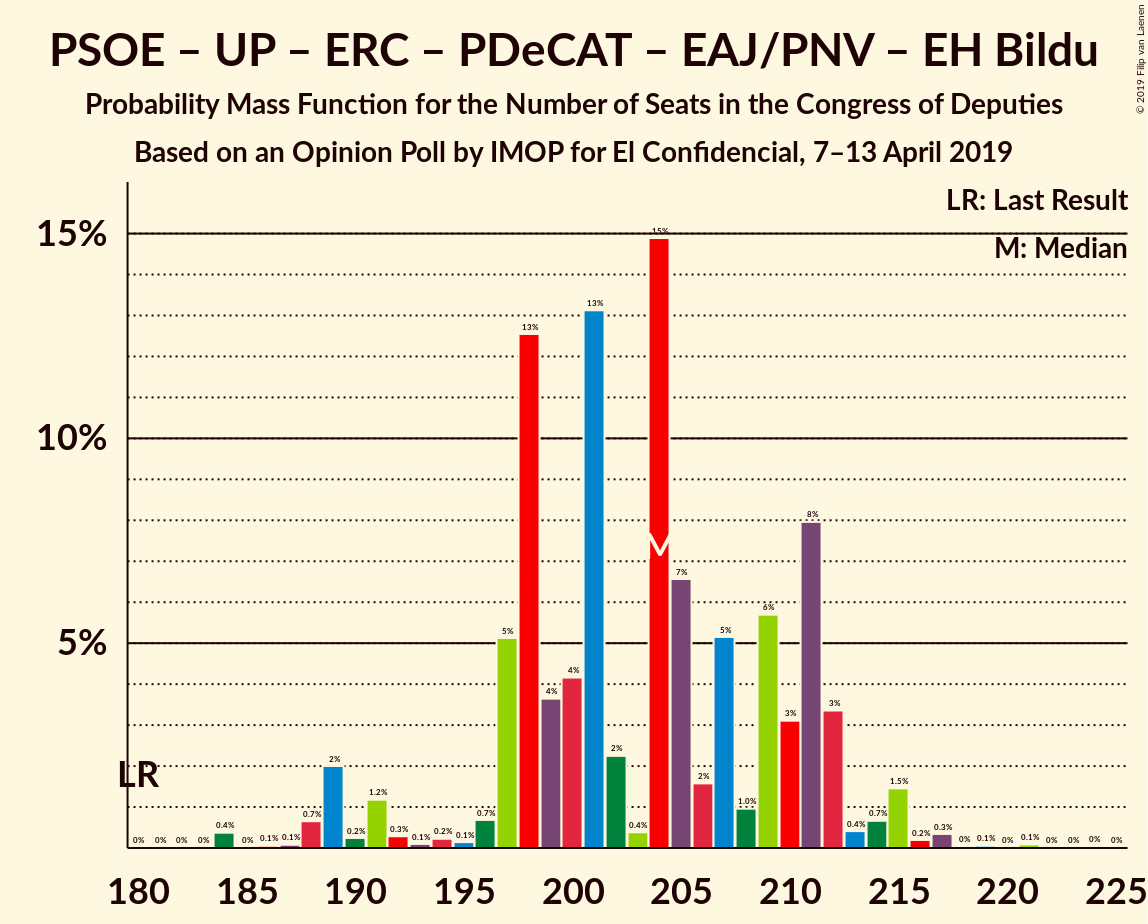 PSOE – UP – ERC – PDeCAT – EAJ/PNV – EH Bildu
Probability Mass Function for the Number of Seats in the Congress of Deputies
Based on an Opinion Poll by IMOP for El Confidencial, 7–13 April 2019
© 2019 Filip van Laenen
LR: Last Result
M: Median
15%
10%
5%
LR
M
0% 0% 0% 0% 0.4% 0% 0.1% 0.1% 0.7% 2% 0.2% 1.2% 0.3% 0.1% 0.2% 0.1% 0.7% 5% 13% 4% 4% 13% 2% 0.4% 15% 7% 2% 5% 1.0% 6% 3% 8% 3% 0.4% 0.7% 1.5% 0.2% 0.3% 0% 0.1% 0% 0.1% 0% 0% 0% 0%
180 185 190 195 200 205 210 215 220 225